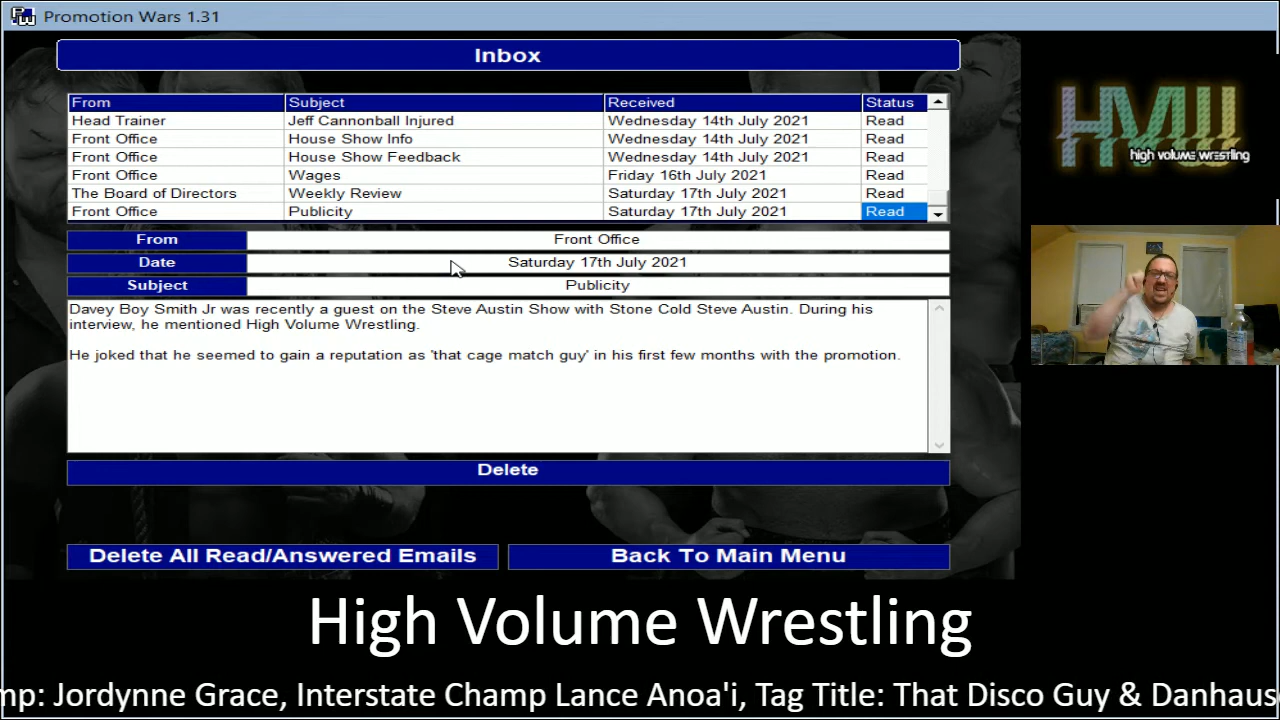 Promotion Wars 1.31
Inbox
From Subject Received Status
Head Trainer Jeff Cannonball Injured Wednesday 14th July 2021 Read
Front Office House Show Info Wednesday 14th July 2021 Read
Front Office House Show Feedback Wednesday 14th July 2021 Read
Front Office Wages Friday 16th July 2021 Read
The Board of Directors Weekly Review Saturday 17th July 2021 Read
Front Office Publicity Saturday 17th July 2021 Read
From Front Office
Date Saturday 17th July 2021
Subject Publicity
Davey Boy Smith Jr was recently a guest on the Steve Austin Show with Stone Cold Steve Austin. During his
interview, he mentioned High Volume Wrestling.
He joked that he seemed to gain a reputation as 'that cage match guy' in his first few months with the promotion.
Delete
Delete All Read/Answered Emails Back To Main Menu
HVW
high volume wrestling
High Volume Wrestling
mp: Jordynne Grace, Interstate Champ Lance Anoa'i, Tag Title: That Disco Guy & Danhaus